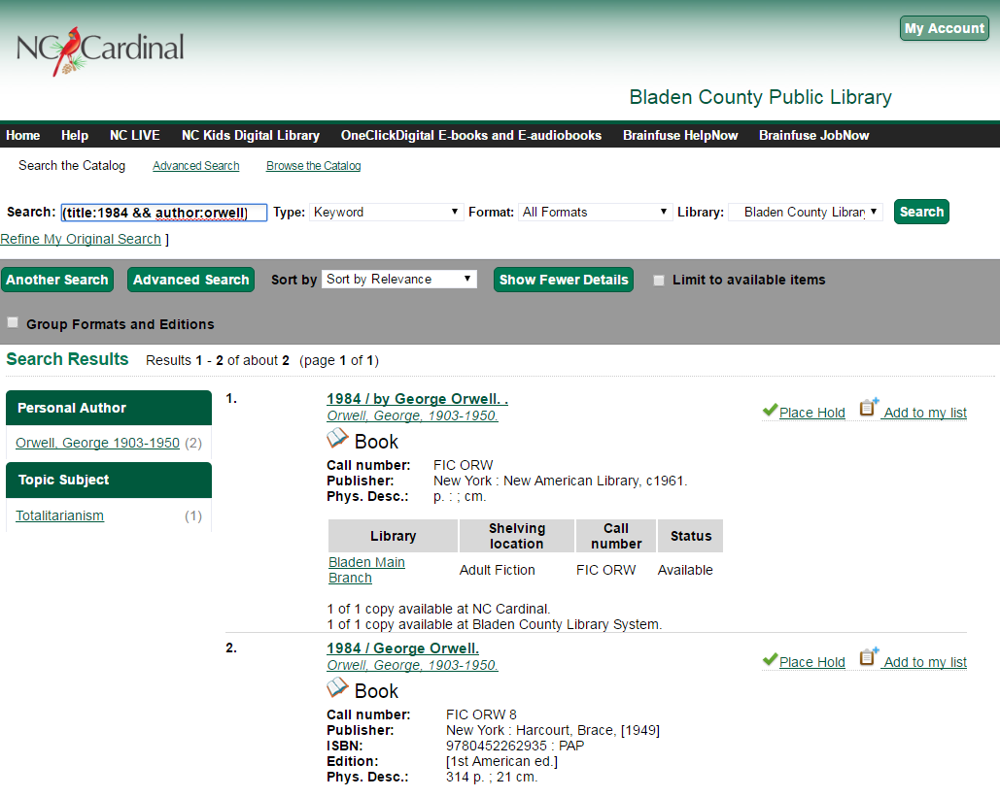 NC Cardinal
My Account
Bladen County Public Library
Home Help NC LIVE NC Kids Digital Library OneClickDigital E-books and E-audiobooks Brainfuse HelpNow Brainfuse JobNow
Search the Catalog Advanced Search Browse the Catalog
Search: (title:1984 && author:orwell) Type: Keyword Format: All Formats Library: Bladen County Library Search
Refine My Original Search ]
Another Search Advanced Search Sort by Sort by Relevance Show Fewer Details Limit to available items
Group Formats and Editions
Search Results Results 1 - 2 of about 2 (page 1 of 1)
Personal Author
Orwell, George 1903-1950 (2)
Topic Subject
Totalitarianism (1)
1. 1984 / by George Orwell. .
Orwell, George, 1903-1950.
Place Hold Add to my list
Book
Call number: FIC ORW
Publisher: New York : New American Library, c1961.
Phys. Desc.: p. : ; cm.
Library Shelving location Call number Status
Bladen Main Branch Adult Fiction FIC ORW Available
1 of 1 copy available at NC Cardinal.
1 of 1 copy available at Bladen County Library System.
2. 1984 / George Orwell.
Orwell, George, 1903-1950.
Place Hold Add to my list
Book
Call number: FIC ORW 8
Publisher: New York : Harcourt, Brace, [1949]
ISBN: 9780452262935 : PAP
Edition: [1st American ed.]
Phys. Desc.: 314 p. ; 21 cm.